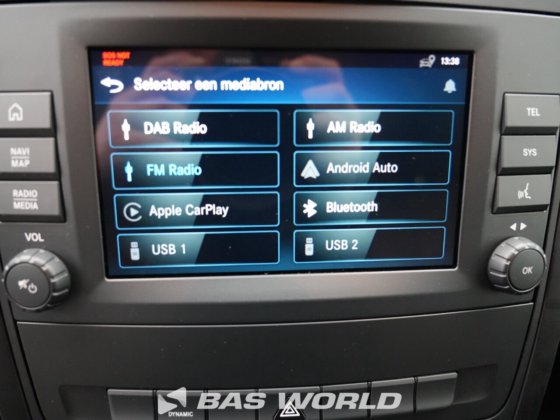 SOS NOT
READY
13:38
Selecteer een mediabron
DAB Radio
AM Radio
FM Radio
Android Auto
Apple CarPlay
Bluetooth
USB 1
USB 2
NAVI
MAP
RADIO
MEDIA
VOL
TEL
SYS
OK
DYNAMIC
BAS WORLD